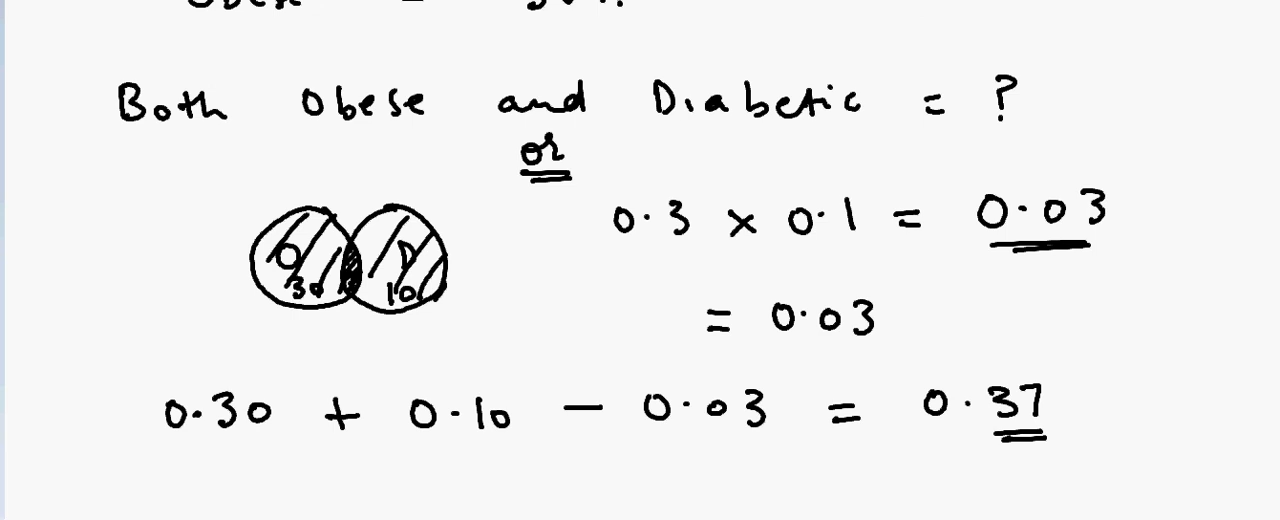 Both Obese and Diabetic = ?
or
0.3 x 0.1 = 0.03
O D
30 10
= 0.03
0.30 + 0.10 - 0.03 = 0.37